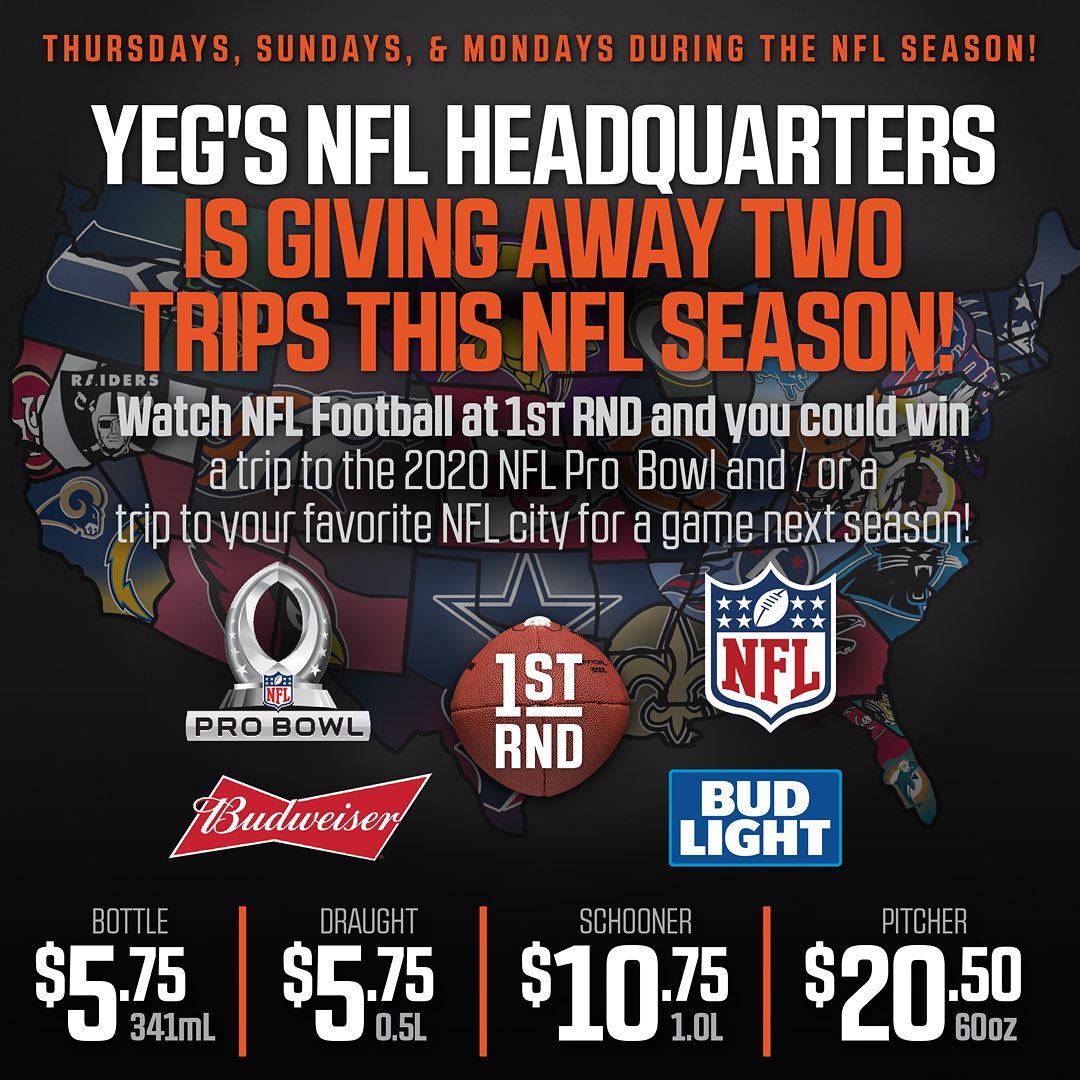 THURSDAYS, SUNDAYS, & MONDAYS DURING THE NFL SEASON!
YEG'S NFL HEADQUARTERS
IS GIVING AWAY TWO
TRIPS THIS NFL SEASON!
RAIDERS
Watch NFL Football at 1ST RND and you could win
a trip to the 2020 NFL Pro Bowl and / or a
trip to your favorite NFL city for a game next season!
NFL
PRO BOWL
1ST
RND
NFL
Budweiser
BUD
LIGHT
BOTTLE
$5.75
341mL
DRAUGHT
$5.75
0.5L
SCHOONER
$10.75
1.0L
PITCHER
$20.50
60oz